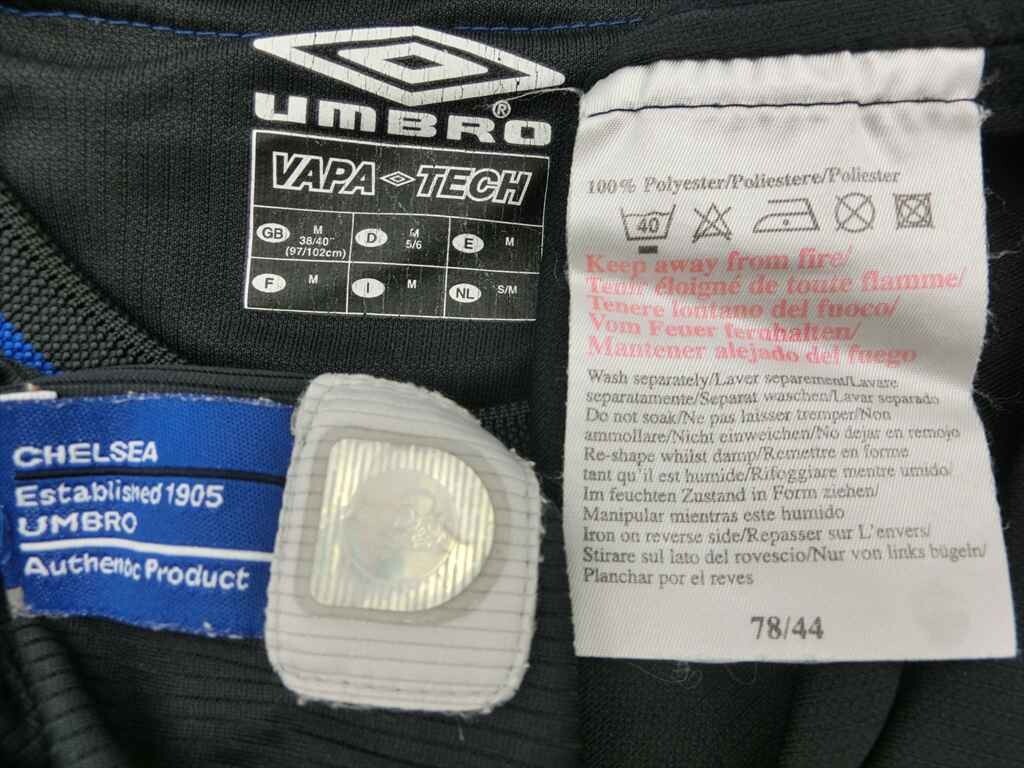 UMBRO®
VAPA TECH
GB M 38/40" (97/102cm)
D M 5/6
E M
F M
I M
NL S/M
CHELSEA
Established 1905
UMBRO
Authentic Product
100% Polyester/Poliestere/Poliester
40
Keep away from fire/
Tenir éloigné de toute flamme/
Tenere lontano del fuoco/
Vom Feuer fernhalten/
Mantener alejado del fuego
Wash separately/Laver separement/Lavare
separatamente/Separat waschen/Lavar separado
Do not soak/Ne pas laisser tremper/Non
ammollare/Nicht einweichen/No dejar en remojo
Re-shape whilst damp/Remettre en forme
tant qu'il est humide/Rifoggiare mentre umido/
Im feuchten Zustand in Form ziehen/
Manipular mientras este humido
Iron on reverse side/Repasser sur L'envers/
Stirare sul lato del rovescio/Nur von links bügeln/
Planchar por el reves
78/44